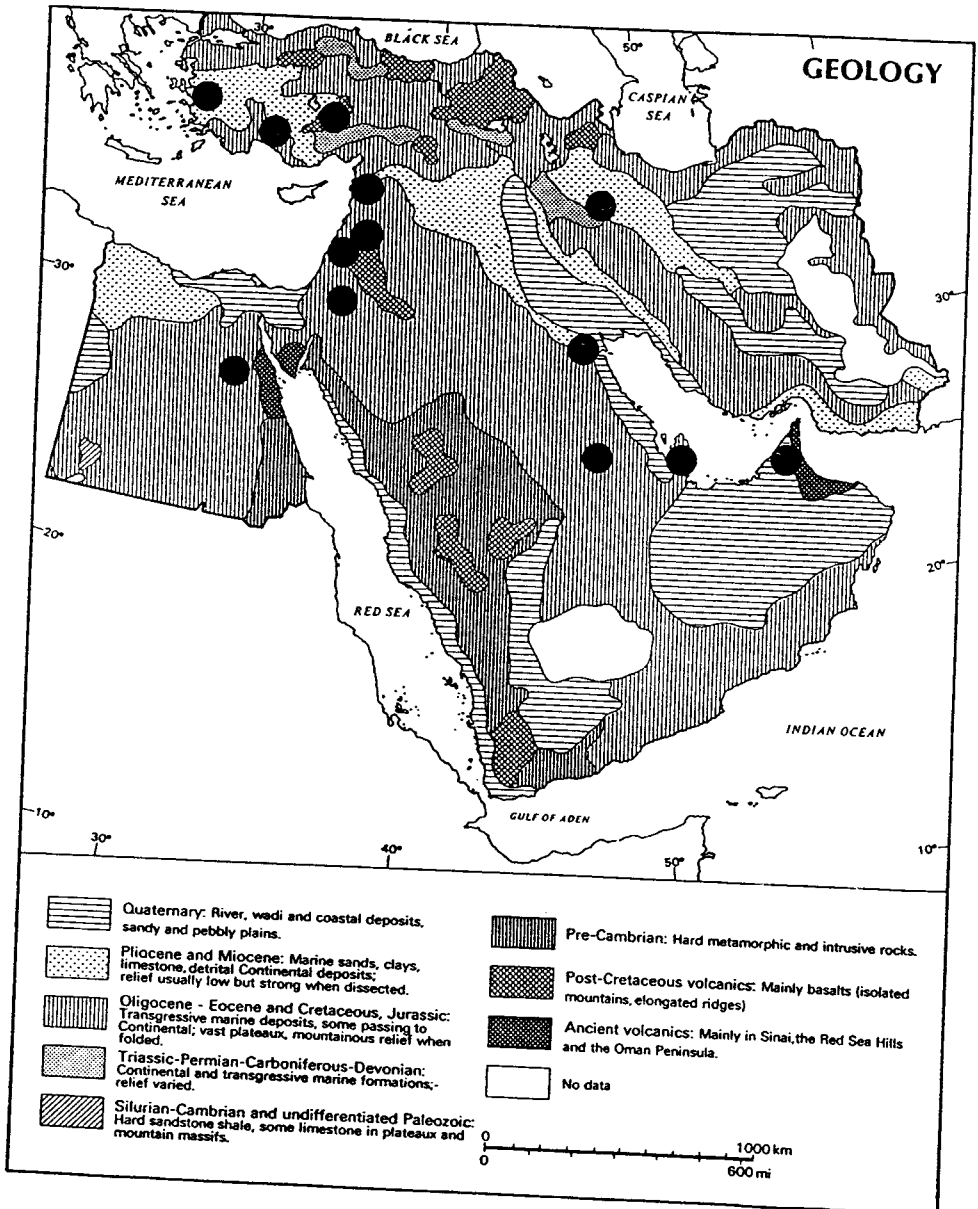 30°
BLACK SEA
50°
GEOLOGY
CASPIAN
SEA
MEDITERRANEAN
SEA
30°
30°
20°
20°
RED SEA
INDIAN OCEAN
10°
GULF OF ADEN
30°
40°
50°
10°
Quaternary: River, wadi and coastal deposits,
sandy and pebbly plains.
Pliocene and Miocene: Marine sands, clays,
limestone, detrital Continental deposits;
relief usually low but strong when dissected.
Oligocene - Eocene and Cretaceous, Jurassic:
Transgressive marine deposits, some passing to
Continental; vast plateaux, mountainous relief when
folded.
Triassic-Permian-Carboniferous-Devonian:
Continental and transgressive marine formations;-
relief varied.
Silurian-Cambrian and undifferentiated Paleozoic:
Hard sandstone shale, some limestone in plateaux and
mountain massifs.
Pre-Cambrian: Hard metamorphic and intrusive rocks.
Post-Cretaceous volcanics: Mainly basalts (isolated
mountains, elongated ridges)
Ancient volcanics: Mainly in Sinai, the Red Sea Hills
and the Oman Peninsula.
No data
0 1000 km
0 600 mi